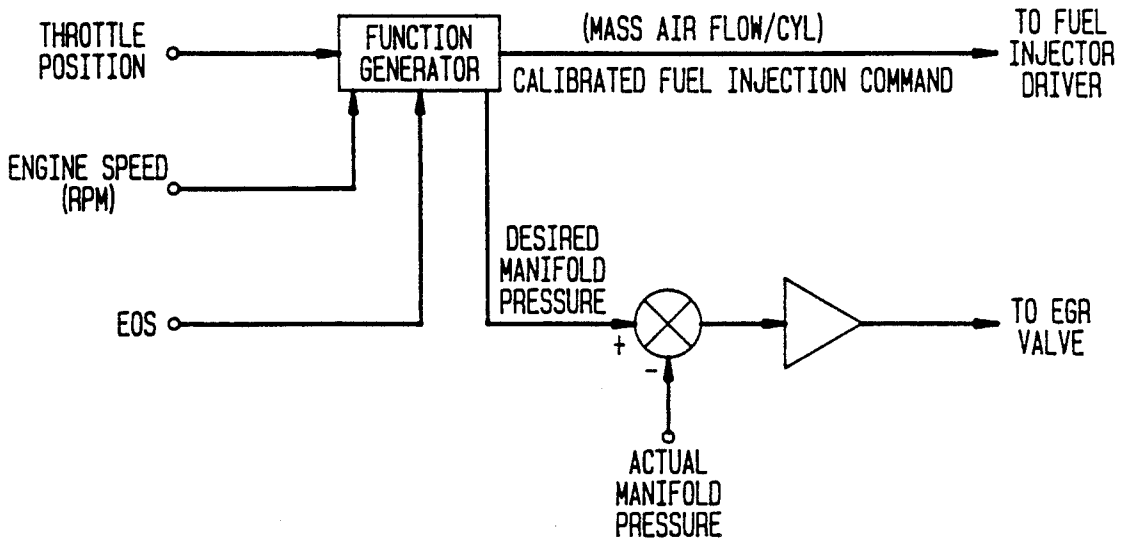 THROTTLE
POSITION
FUNCTION
GENERATOR
(MASS AIR FLOW/CYL)
CALIBRATED FUEL INJECTION COMMAND
TO FUEL
INJECTOR
DRIVER
ENGINE SPEED
(RPM)
EOS
DESIRED
MANIFOLD
PRESSURE
+
-
TO EGR
VALVE
ACTUAL
MANIFOLD
PRESSURE